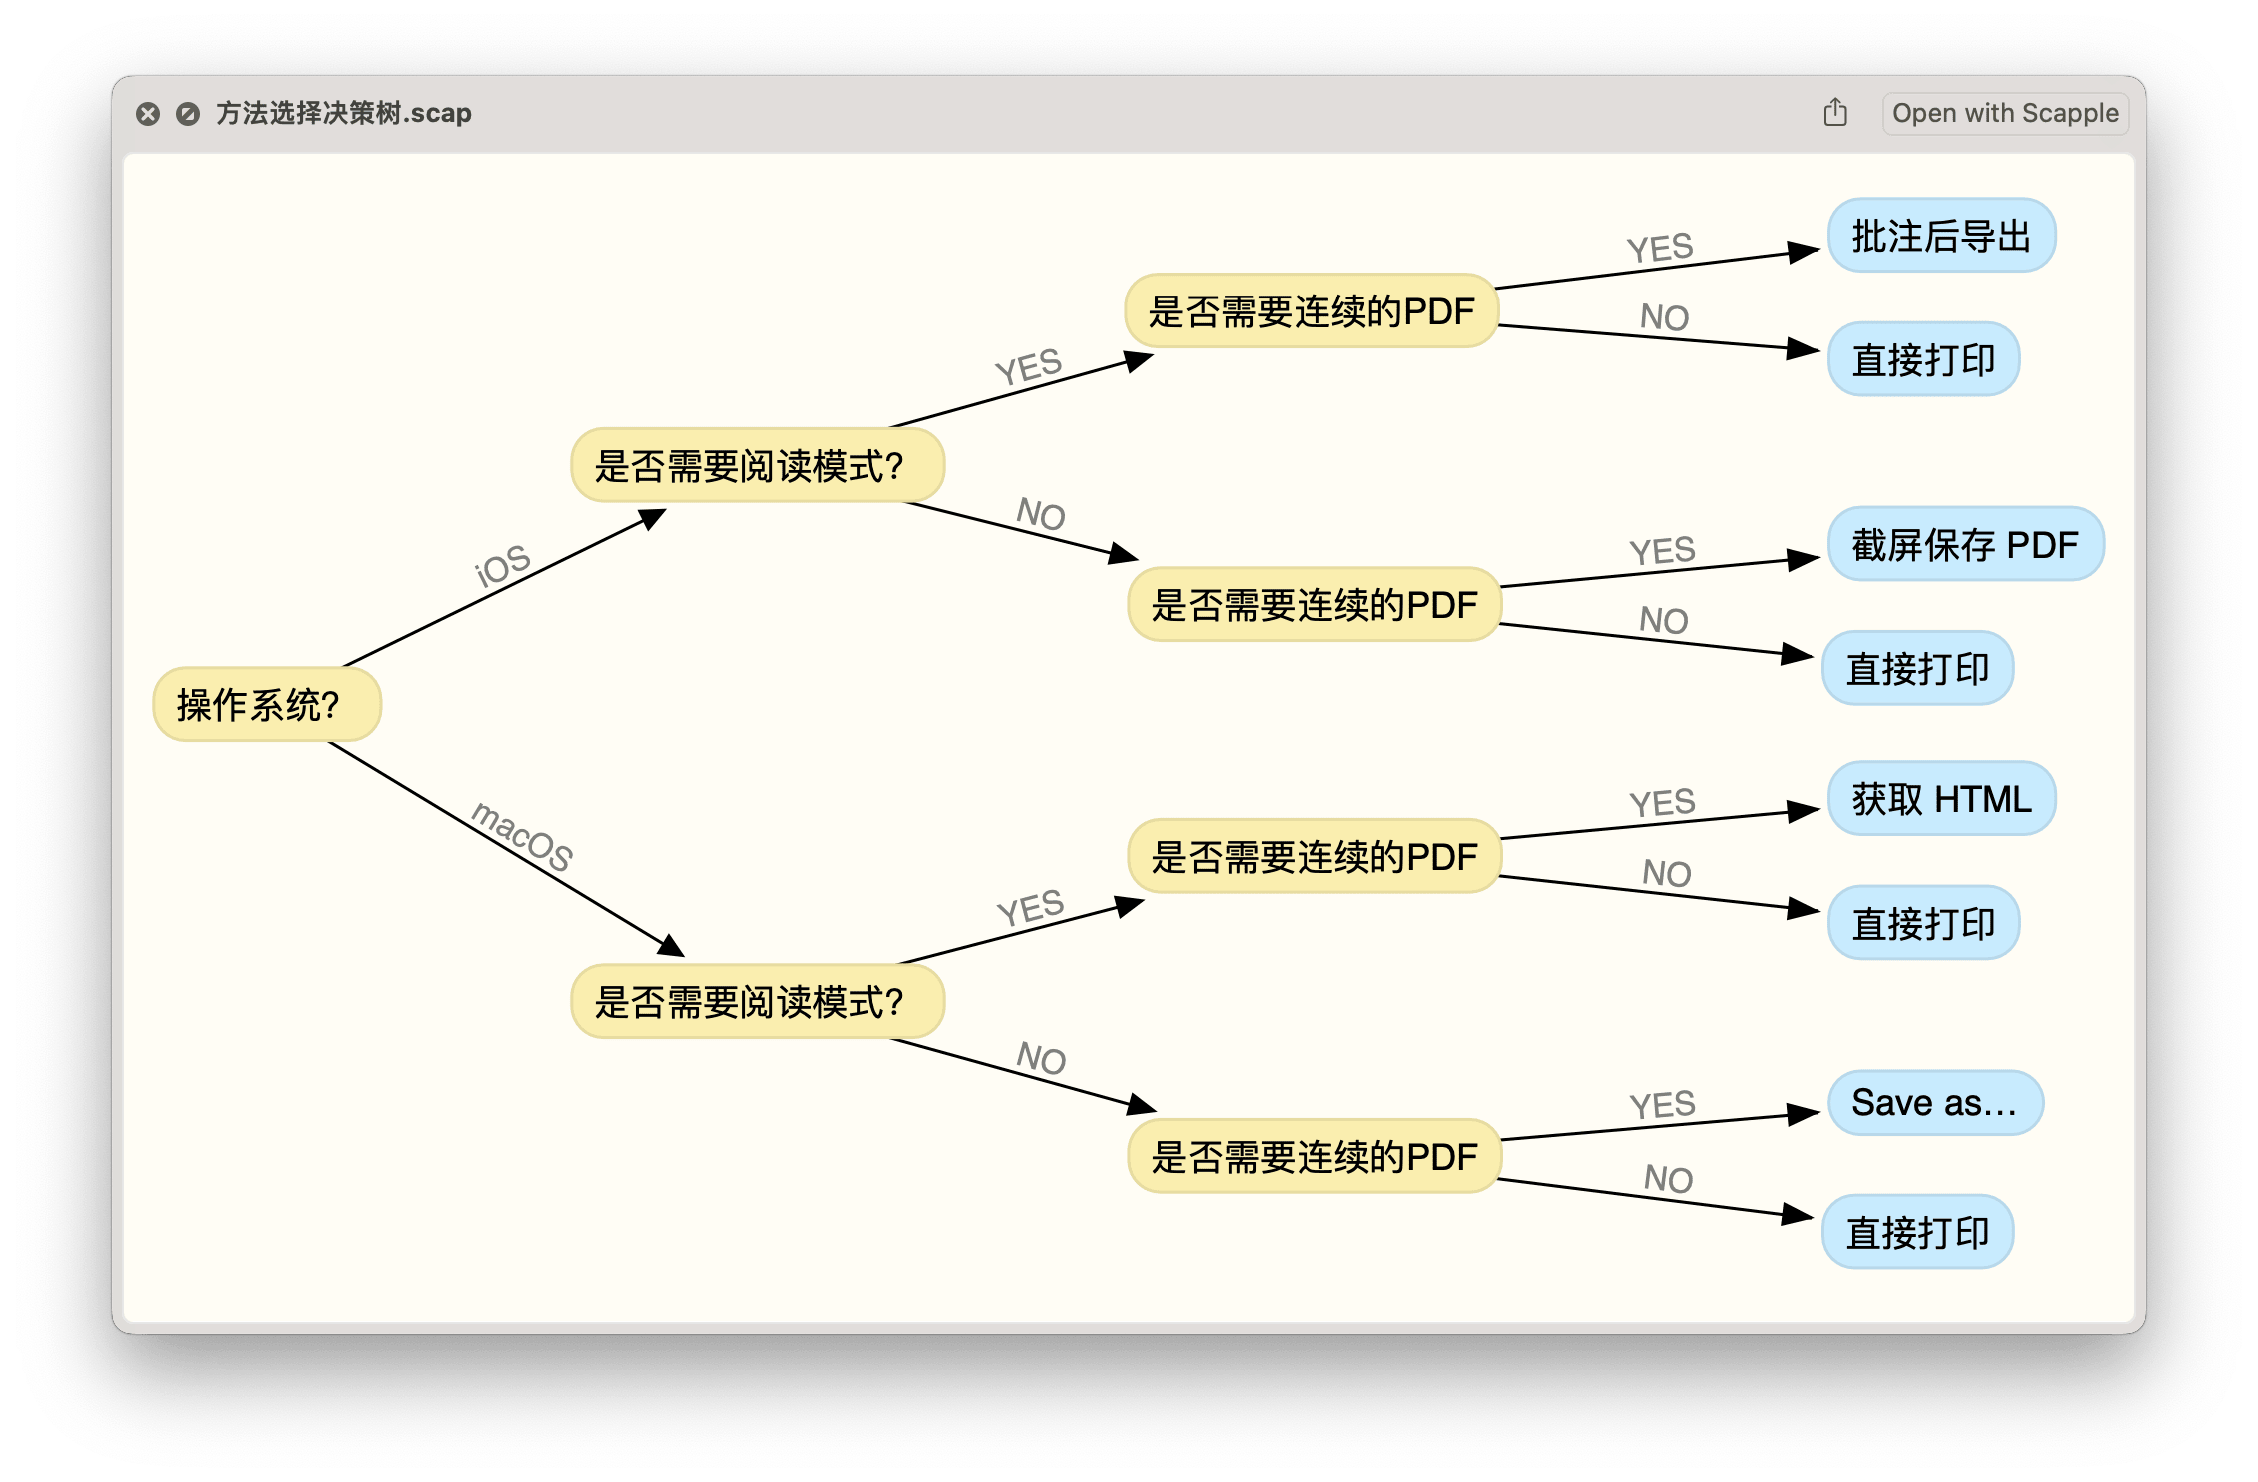 方法选择决策树.scap
Open with Scapple
批注后导出
YES
是否需要连续的PDF
NO
直接打印
YES
是否需要阅读模式？
NO
截屏保存 PDF
YES
是否需要连续的PDF
NO
直接打印
iOS
操作系统？
macOS
获取 HTML
YES
是否需要连续的PDF
NO
直接打印
YES
是否需要阅读模式？
NO
Save as...
YES
是否需要连续的PDF
NO
直接打印